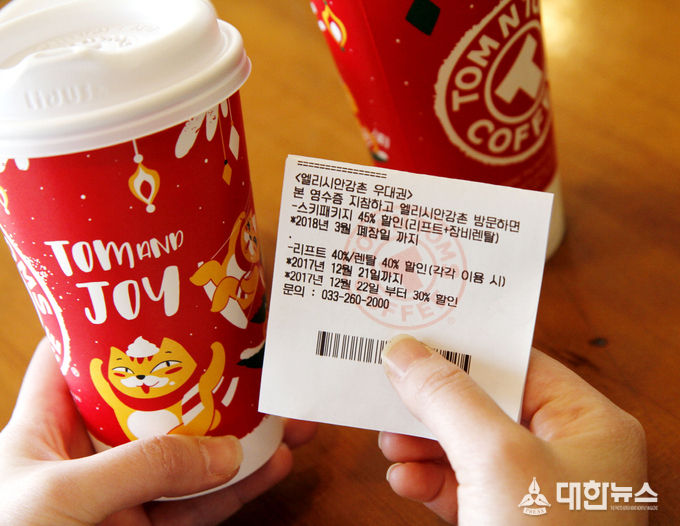 TOM AND
JOY
TOM N TOMS
T
COFFEE
==================
<엘리시안강촌 우대권>
본 영수증 지참하고 엘리시안강촌 방문하면
-스키패키지 45% 할인(리프트+장비렌탈)
*2018년 3월 폐장일 까지
.
-리프트 40%/렌탈 40% 할인(각각 이용 시)
*2017년 12월 21일까지
*2017년 12월 22일 부터 30% 할인
문의 : 033-260-2000
COFFEE
대한뉴스